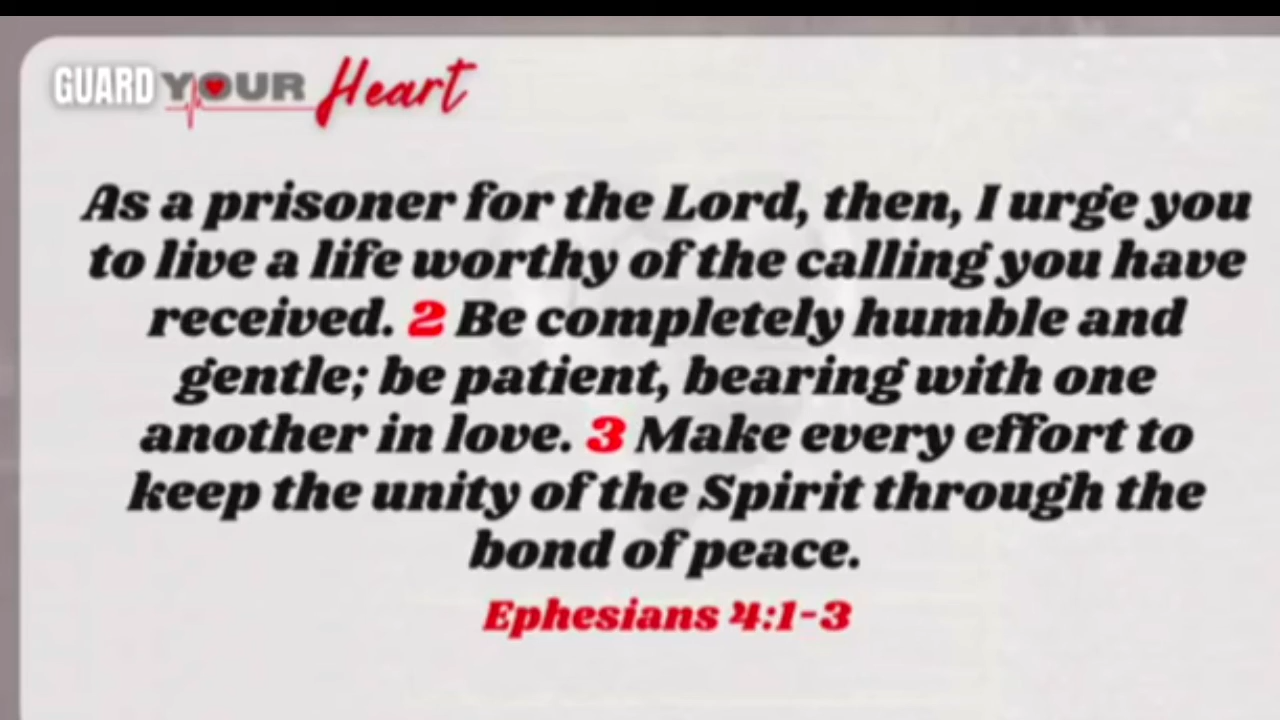 GUARD YOUR Heart
As a prisoner for the Lord, then, I urge you
to live a life worthy of the calling you have
received. 2 Be completely humble and
gentle; be patient, bearing with one
another in love. 3 Make every effort to
keep the unity of the Spirit through the
bond of peace.
Ephesians 4:1-3